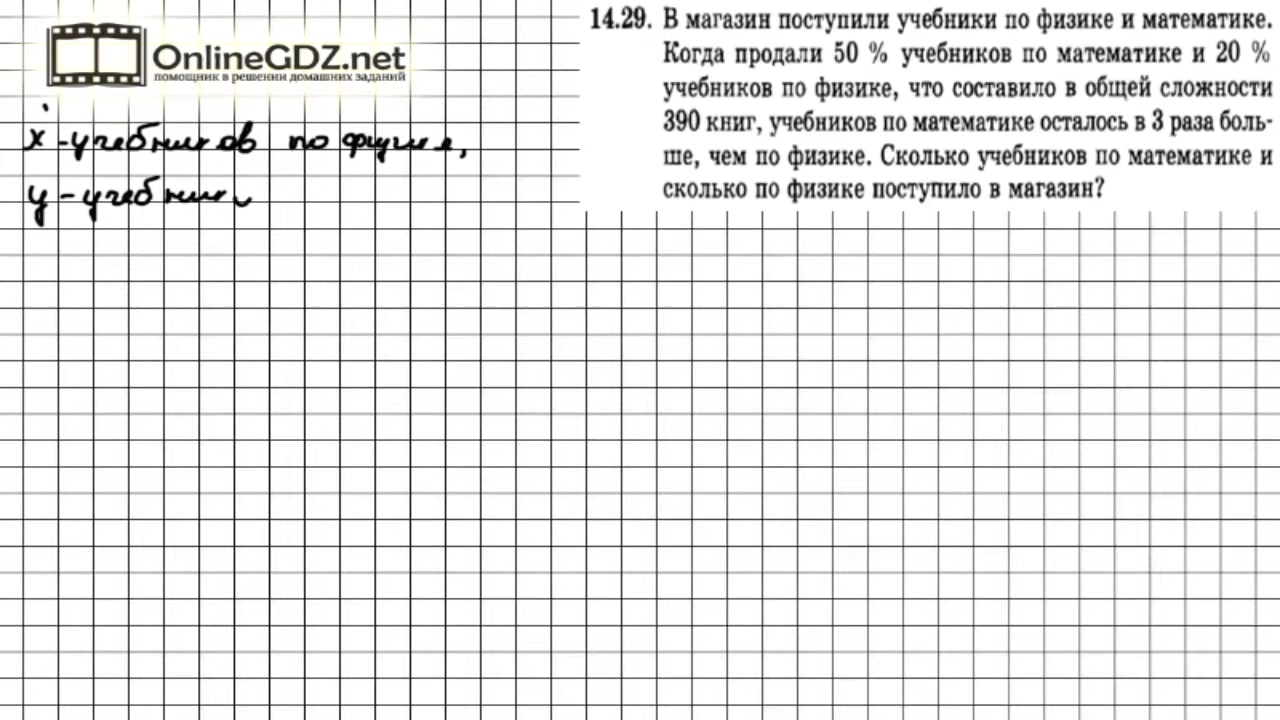 OnlineGDZ.net
помощник в решении домашних заданий
x - учебников по физике,
y - учебники
14.29. В магазин поступили учебники по физике и математике.
Когда продали 50 % учебников по математике и 20 %
учебников по физике, что составило в общей сложности
390 книг, учебников по математике осталось в 3 раза боль-
ше, чем по физике. Сколько учебников по математике и
сколько по физике поступило в магазин?